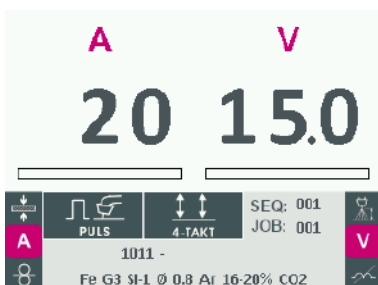 A V
20 15.0
PULS 4-TAKT SEQ: 001
JOB: 001
A V
1011 -
Fe G3 SI-1 Ø 0.8 Ar 16-20% CO2